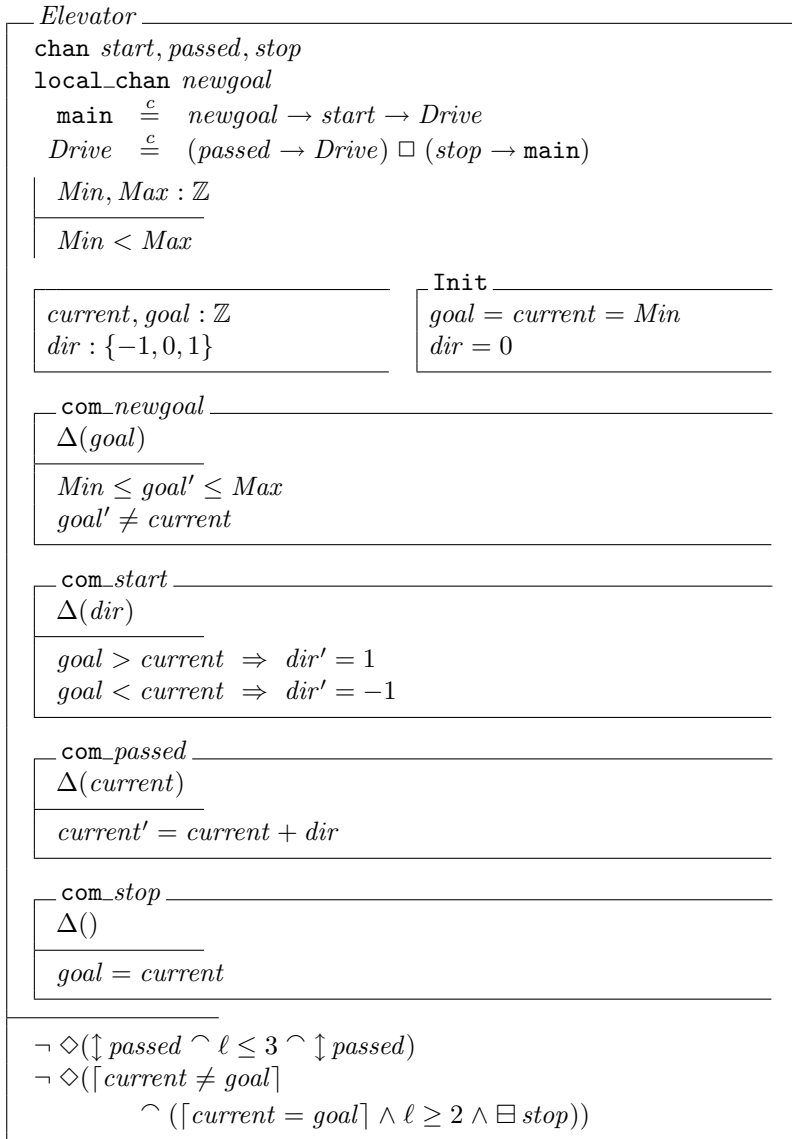 Elevator
chan start, passed, stop
local_chan newgoal
main =ᶜ newgoal → start → Drive
Drive =ᶜ (passed → Drive) □ (stop → main)
Min, Max : ℤ
Min < Max
current, goal : ℤ
dir : {−1, 0, 1}
Init
goal = current = Min
dir = 0
com_newgoal
Δ(goal)
Min ≤ goal′ ≤ Max
goal′ ≠ current
com_start
Δ(dir)
goal > current ⇒ dir′ = 1
goal < current ⇒ dir′ = −1
com_passed
Δ(current)
current′ = current + dir
com_stop
Δ()
goal = current
¬ ◇(↕ passed ⌢ ℓ ≤ 3 ⌢ ↕ passed)
¬ ◇(⌈current ≠ goal⌉
⌢ (⌈current = goal⌉ ∧ ℓ ≥ 2 ∧ ⊟ stop))